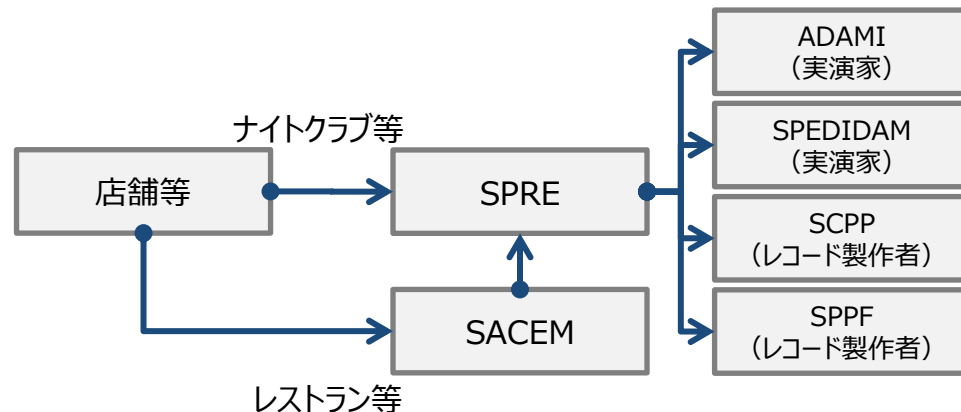 ナイトクラブ等
店舗等
SPRE
SACEM
レストラン等
ADAMI
（実演家）
SPEDIDAM
（実演家）
SCPP
（レコード製作者）
SPPF
（レコード製作者）